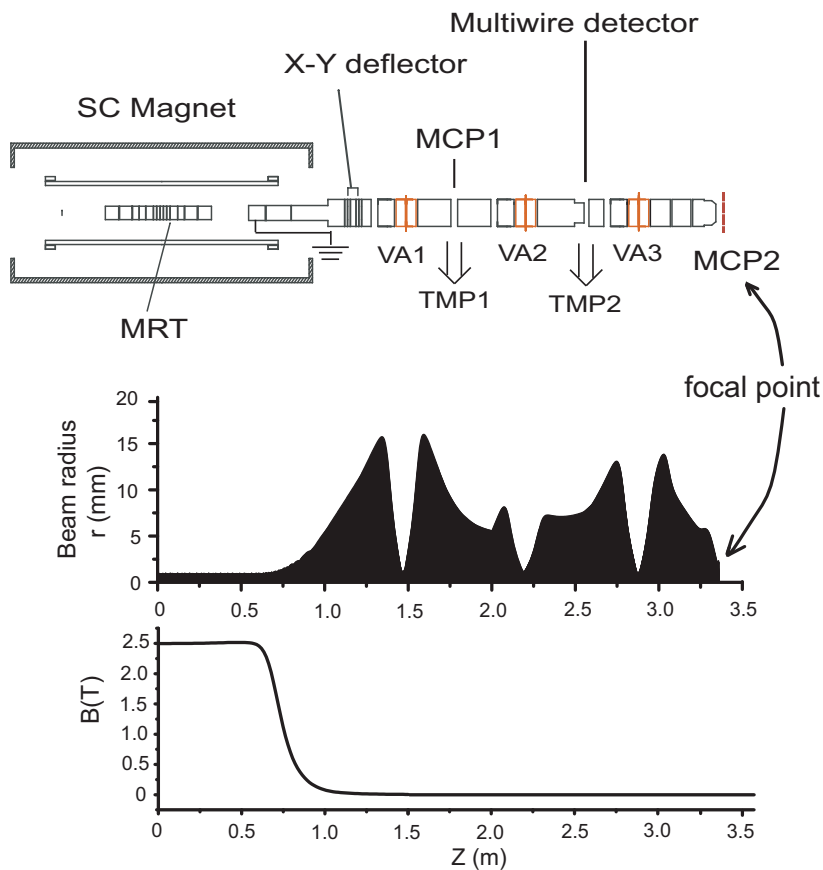 Multiwire detector
X-Y deflector
SC Magnet
MCP1
VA1
VA2
VA3
MCP2
TMP1
TMP2
MRT
focal point
Beam radius
r (mm)
20
15
10
5
0
0 0.5 1.0 1.5 2.0 2.5 3.0 3.5
B(T)
2.5
2.0
1.5
1.0
0.5
0
0 0.5 1.0 1.5 2.0 2.5 3.0 3.5
Z (m)